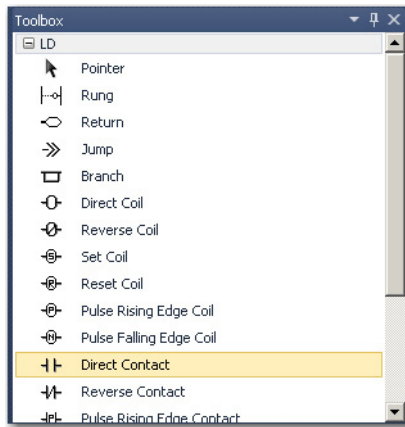 Toolbox
LD
Pointer
Rung
Return
Jump
Branch
Direct Coil
Reverse Coil
S Set Coil
R Reset Coil
P Pulse Rising Edge Coil
N Pulse Falling Edge Coil
Direct Contact
Reverse Contact
P Pulse Rising Edge Contact